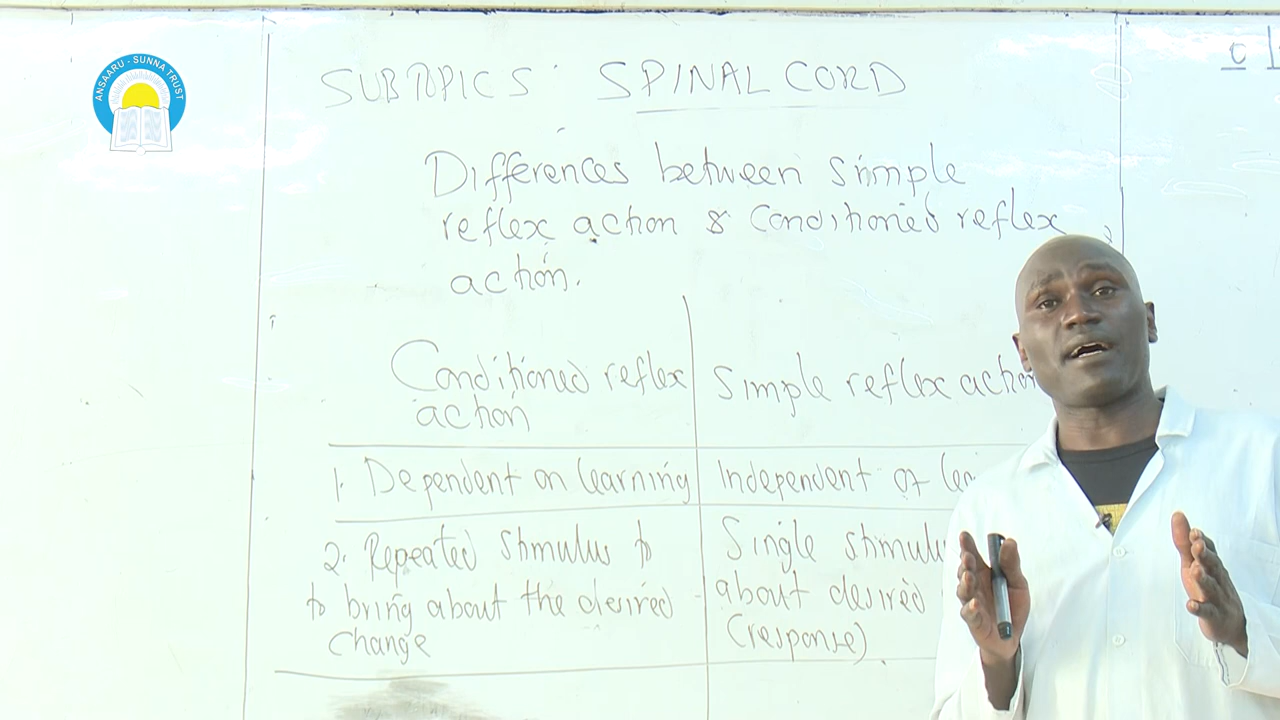 ANSAARU - SUNNA TRUST
SUBTOPICS: SPINAL CORD
Differences between simple
reflex action & Conditioned reflex
action.
Conditioned reflex action
Simple reflex action
1. Dependent on learning
Independent of
2. Repeated stimulus to
to bring about the desired
change
Single
about desired
(response)